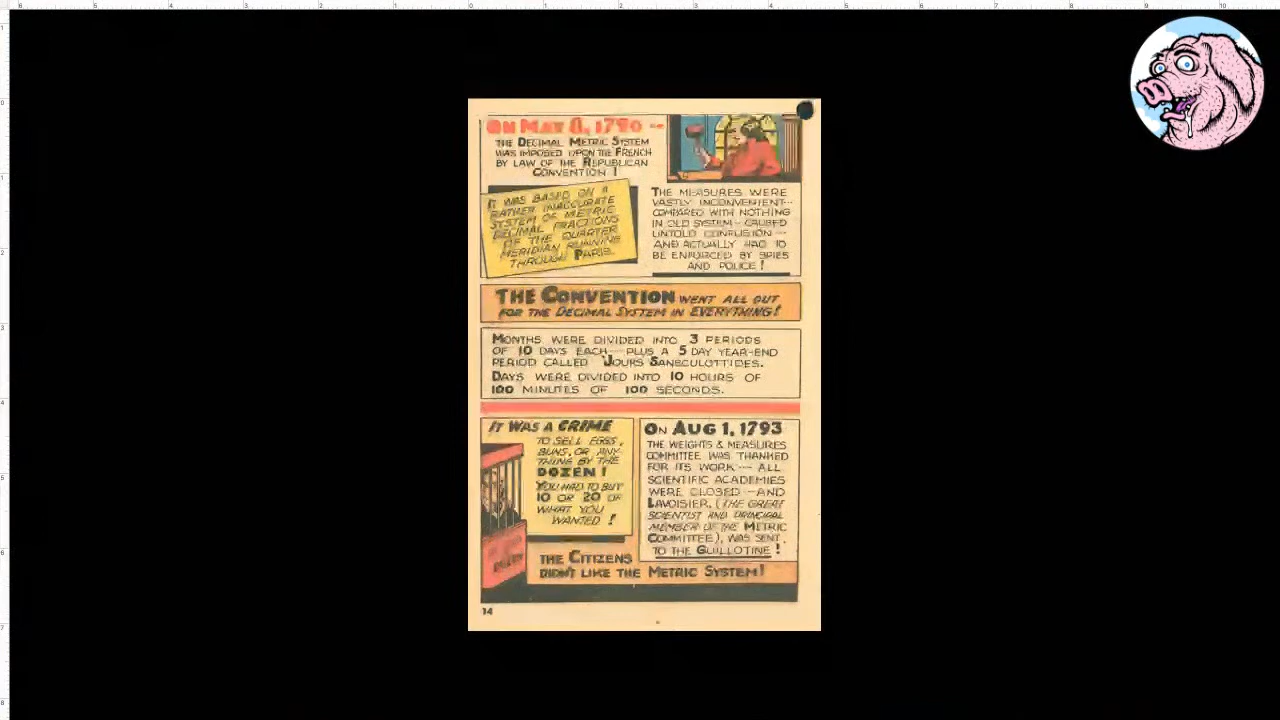 ON MAY 8, 1790 --
THE DECIMAL METRIC SYSTEM
WAS IMPOSED UPON THE FRENCH
BY LAW OF THE REPUBLICAN
CONVENTION!
IT WAS BASED ON A
RATHER INACCURATE
SYSTEM OF METRIC
DECIMAL FRACTIONS
OF THE QUARTER
MERIDIAN RUNNING
THROUGH PARIS.
THE MEASURES WERE
VASTLY INCONVENIENT--
COMPARED WITH NOTHING
IN OLD SYSTEM-- CAUSED
UNTOLD CONFUSION --
AND ACTUALLY HAD TO
BE ENFORCED BY SPIES
AND POLICE!
THE CONVENTION WENT ALL OUT
FOR THE DECIMAL SYSTEM IN EVERYTHING!
MONTHS WERE DIVIDED INTO 3 PERIODS
OF 10 DAYS EACH-- PLUS A 5 DAY YEAR-END
PERIOD CALLED "JOURS SANSCULOTTIDES.
DAYS WERE DIVIDED INTO 10 HOURS OF
100 MINUTES OF 100 SECONDS.
IT WAS A CRIME
TO SELL EGGS,
BUNS, OR ANY-
THING BY THE
DOZEN!
YOU HAD TO BUY
10 OR 20 OF
WHAT YOU
WANTED!
ON AUG 1, 1793
THE WEIGHTS & MEASURES
COMMITTEE WAS THANKED
FOR ITS WORK --- ALL
SCIENTIFIC ACADEMIES
WERE CLOSED --AND
LAVOISIER, (THE GREAT
SCIENTIST AND PRINCIPAL
MEMBER OF THE METRIC
COMMITTEE), WAS SENT
TO THE GUILLOTINE!
THE CITIZENS
DIDN'T LIKE THE METRIC SYSTEM!
14